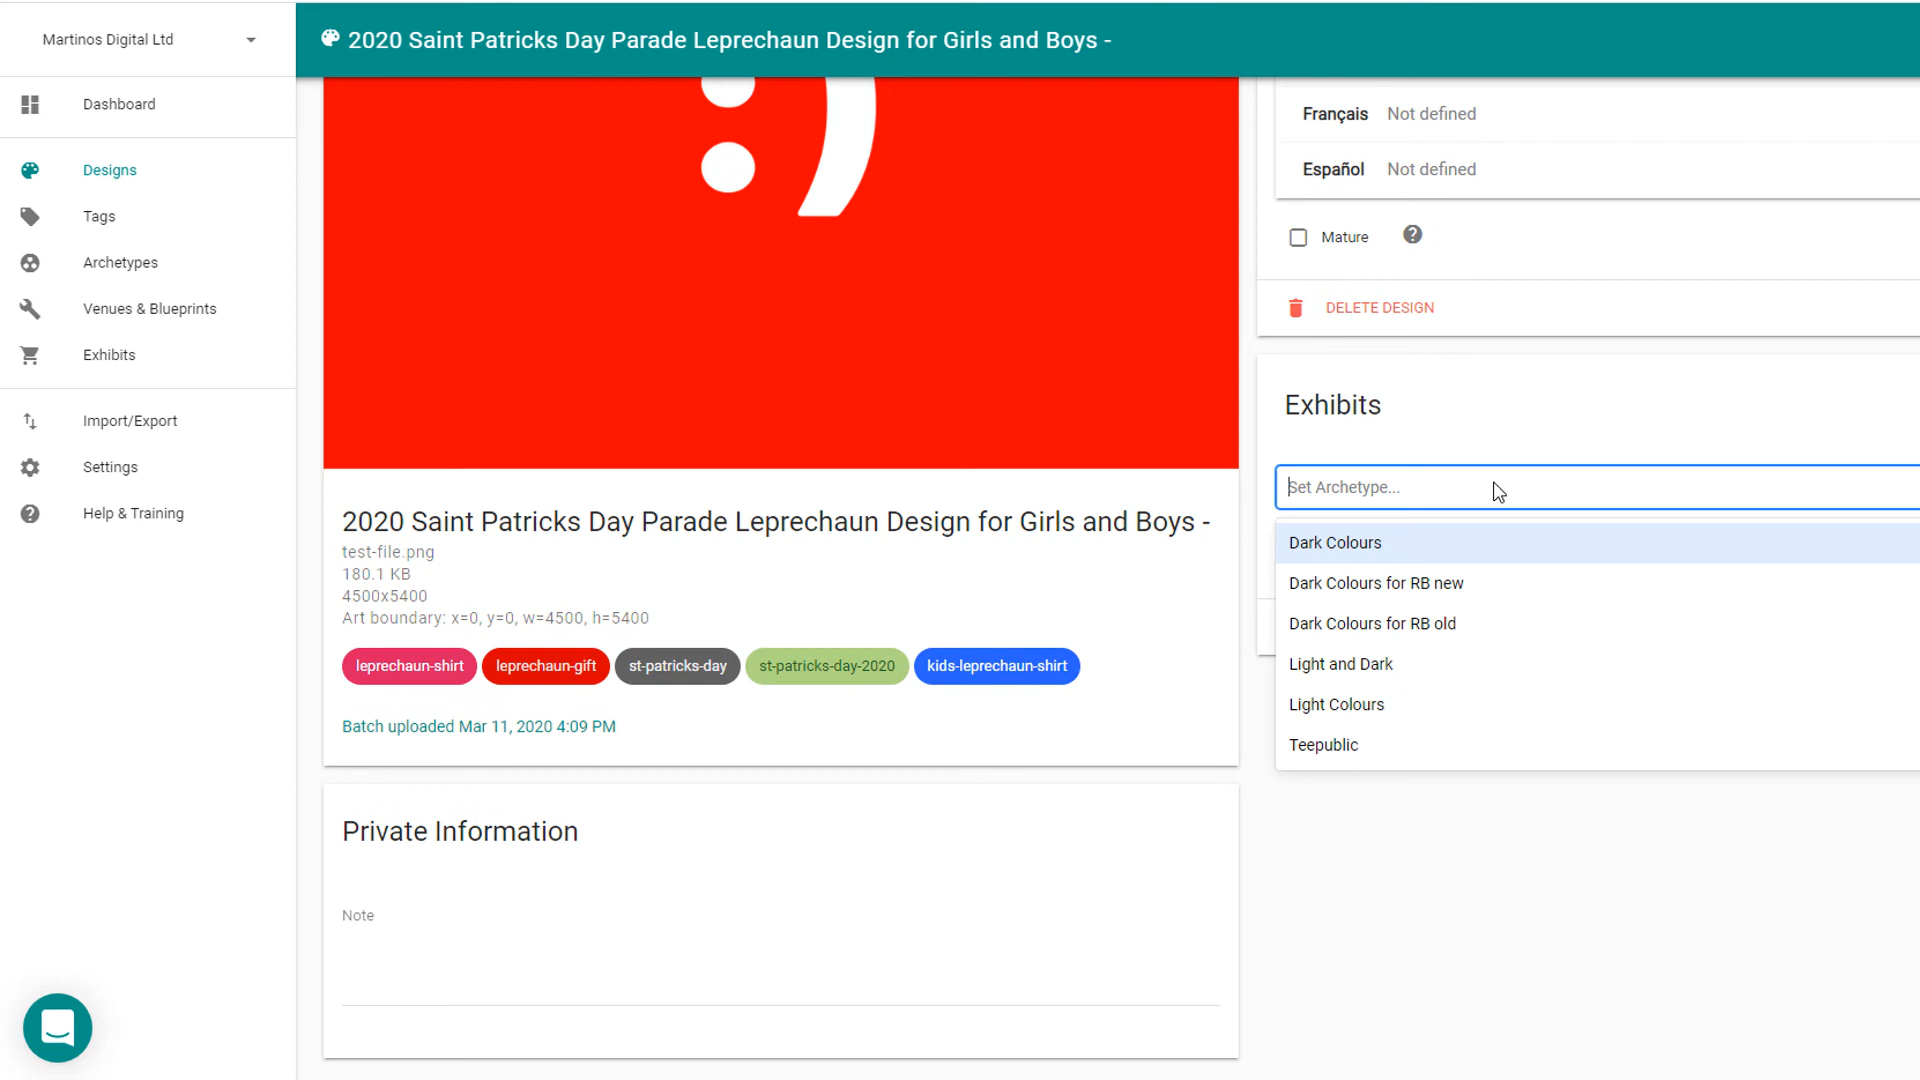 Martinos Digital Ltd
2020 Saint Patricks Day Parade Leprechaun Design for Girls and Boys -
Dashboard
Designs
Tags
Archetypes
Venues & Blueprints
Exhibits
Import/Export
Settings
Help & Training
:)
2020 Saint Patricks Day Parade Leprechaun Design for Girls and Boys -
test-file.png
180.1 KB
4500x5400
Art boundary: x=0, y=0, w=4500, h=5400
leprechaun-shirt leprechaun-gift st-patricks-day st-patricks-day-2020 kids-leprechaun-shirt
Batch uploaded Mar 11, 2020 4:09 PM
Private Information
Note
Français Not defined
Español Not defined
Mature
DELETE DESIGN
Exhibits
Set Archetype...
Dark Colours
Dark Colours for RB new
Dark Colours for RB old
Light and Dark
Light Colours
Teepublic